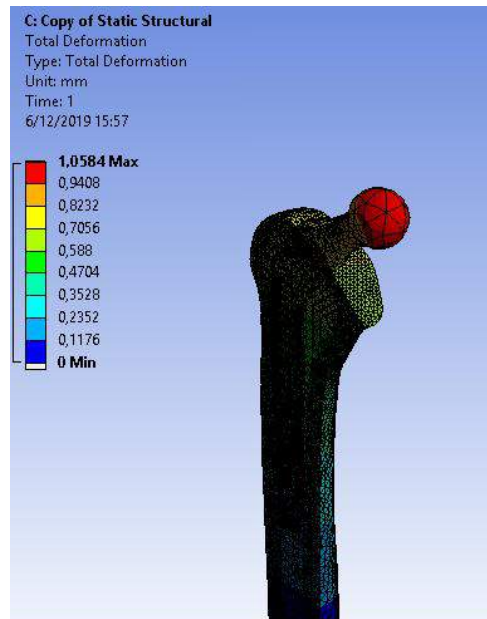 C: Copy of Static Structural
Total Deformation
Type: Total Deformation
Unit: mm
Time: 1
6/12/2019 15:57
1,0584 Max
0,9408
0,8232
0,7056
0,588
0,4704
0,3528
0,2352
0,1176
0 Min